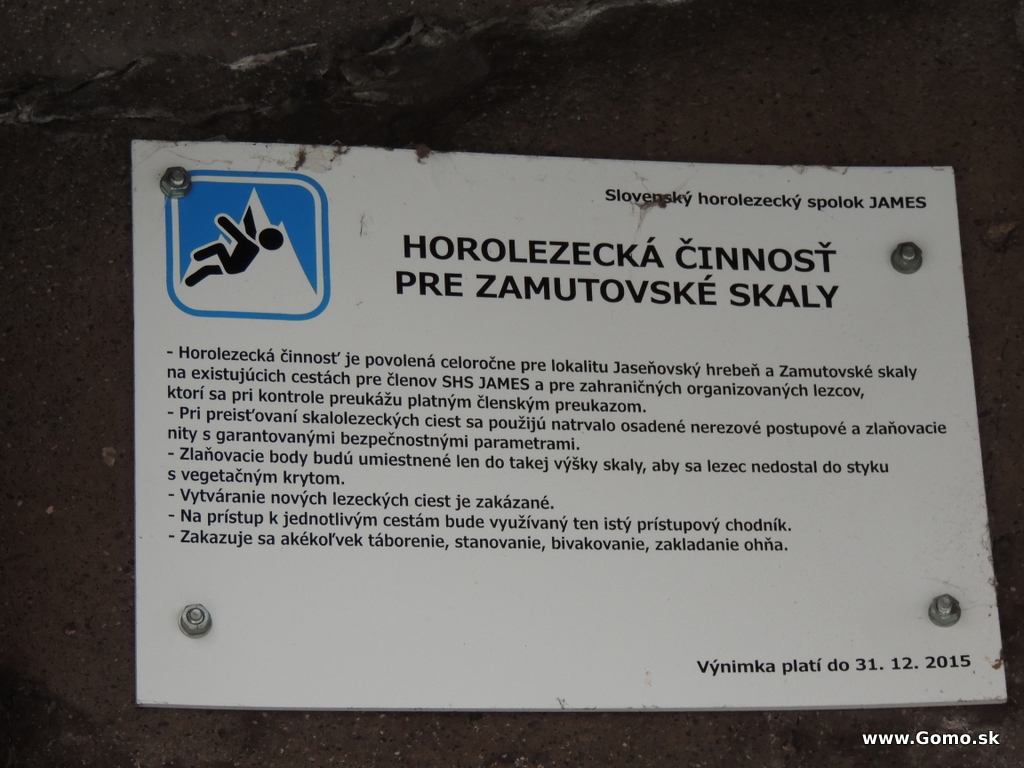 Slovenský horolezecký spolok JAMES
HOROLEZECKÁ ČINNOSŤ
PRE ZAMUTOVSKÉ SKALY
- Horolezecká činnosť je povolená celoročne pre lokalitu Jaseňovský hrebeň a Zamutovské skaly
na existujúcich cestách pre členov SHS JAMES a pre zahraničných organizovaných lezcov,
ktorí sa pri kontrole preukážu platným členským preukazom.
- Pri preisťovaní skalolezeckých ciest sa použijú natrvalo osadené nerezové postupové a zlaňovacie
nity s garantovanými bezpečnostnými parametrami.
- Zlaňovacie body budú umiestnené len do takej výšky skaly, aby sa lezec nedostal do styku
s vegetačným krytom.
- Vytváranie nových lezeckých ciest je zakázané.
- Na prístup k jednotlivým cestám bude využívaný ten istý prístupový chodník.
- Zakazuje sa akékoľvek táborenie, stanovanie, bivakovanie, zakladanie ohňa.
Výnimka platí do 31. 12. 2015
www.Gomo.sk